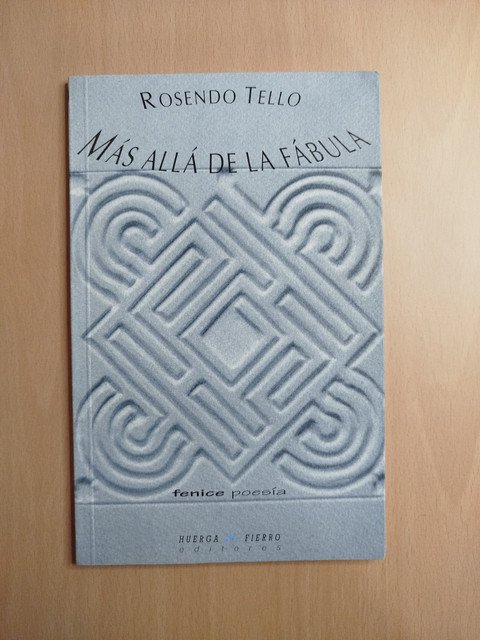 ROSENDO TELLO
MÁS ALLÁ DE LA FÁBULA
fenice poesía
HUERGA FIERRO
editores